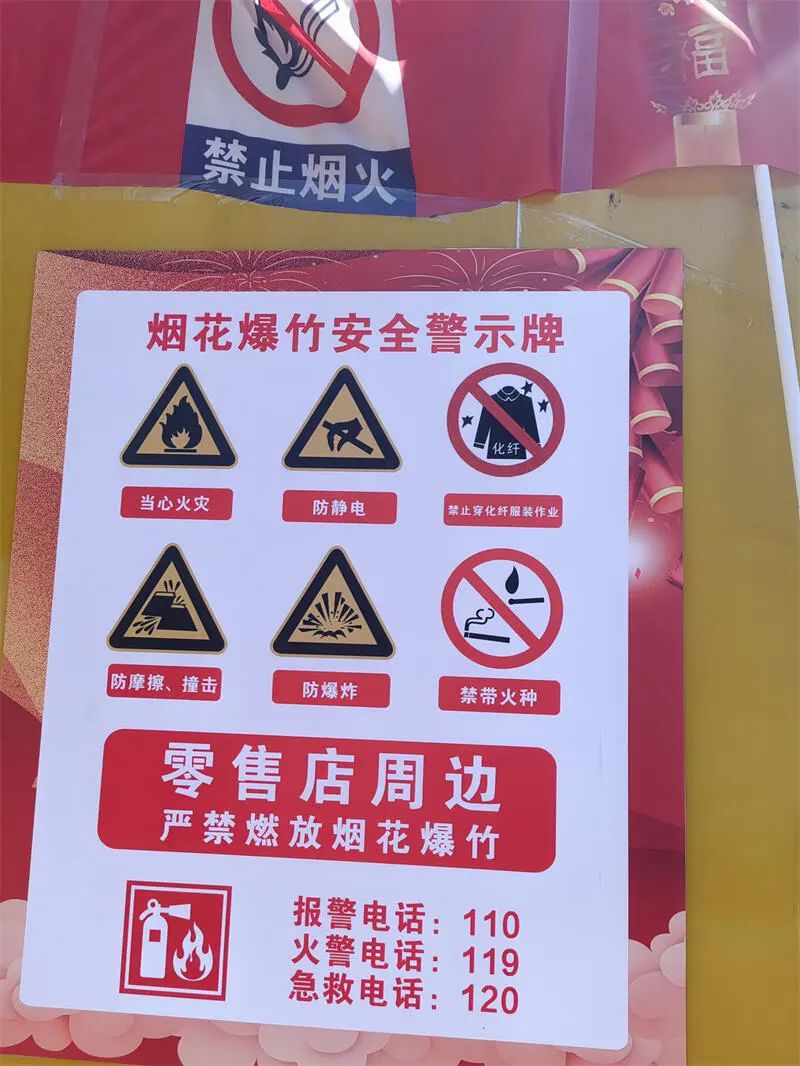 福
禁止烟火
烟花爆竹安全警示牌
化纤
当心火灾
防静电
禁止穿化纤服装作业
防摩擦、撞击
防爆炸
禁带火种
零售店周边
严禁燃放烟花爆竹
报警电话：110
火警电话：119
急救电话：120